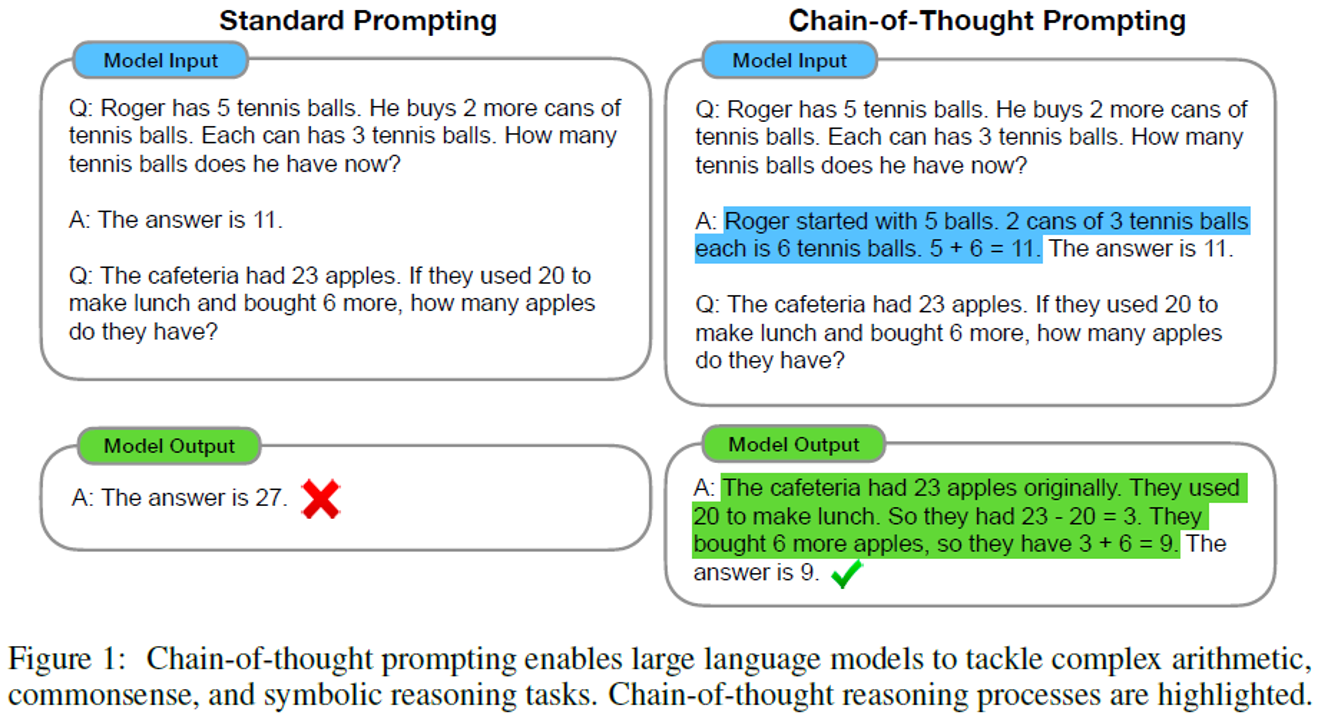 Standard Prompting
Model Input
Q: Roger has 5 tennis balls. He buys 2 more cans of
tennis balls. Each can has 3 tennis balls. How many
tennis balls does he have now?
A: The answer is 11.
Q: The cafeteria had 23 apples. If they used 20 to
make lunch and bought 6 more, how many apples
do they have?
Model Output
A: The answer is 27.
Chain-of-Thought Prompting
Model Input
Q: Roger has 5 tennis balls. He buys 2 more cans of
tennis balls. Each can has 3 tennis balls. How many
tennis balls does he have now?
A: Roger started with 5 balls. 2 cans of 3 tennis balls
each is 6 tennis balls. 5 + 6 = 11. The answer is 11.
Q: The cafeteria had 23 apples. If they used 20 to
make lunch and bought 6 more, how many apples
do they have?
Model Output
A: The cafeteria had 23 apples originally. They used
20 to make lunch. So they had 23 - 20 = 3. They
bought 6 more apples, so they have 3 + 6 = 9. The
answer is 9.
Figure 1: Chain-of-thought prompting enables large language models to tackle complex arithmetic,
commonsense, and symbolic reasoning tasks. Chain-of-thought reasoning processes are highlighted.